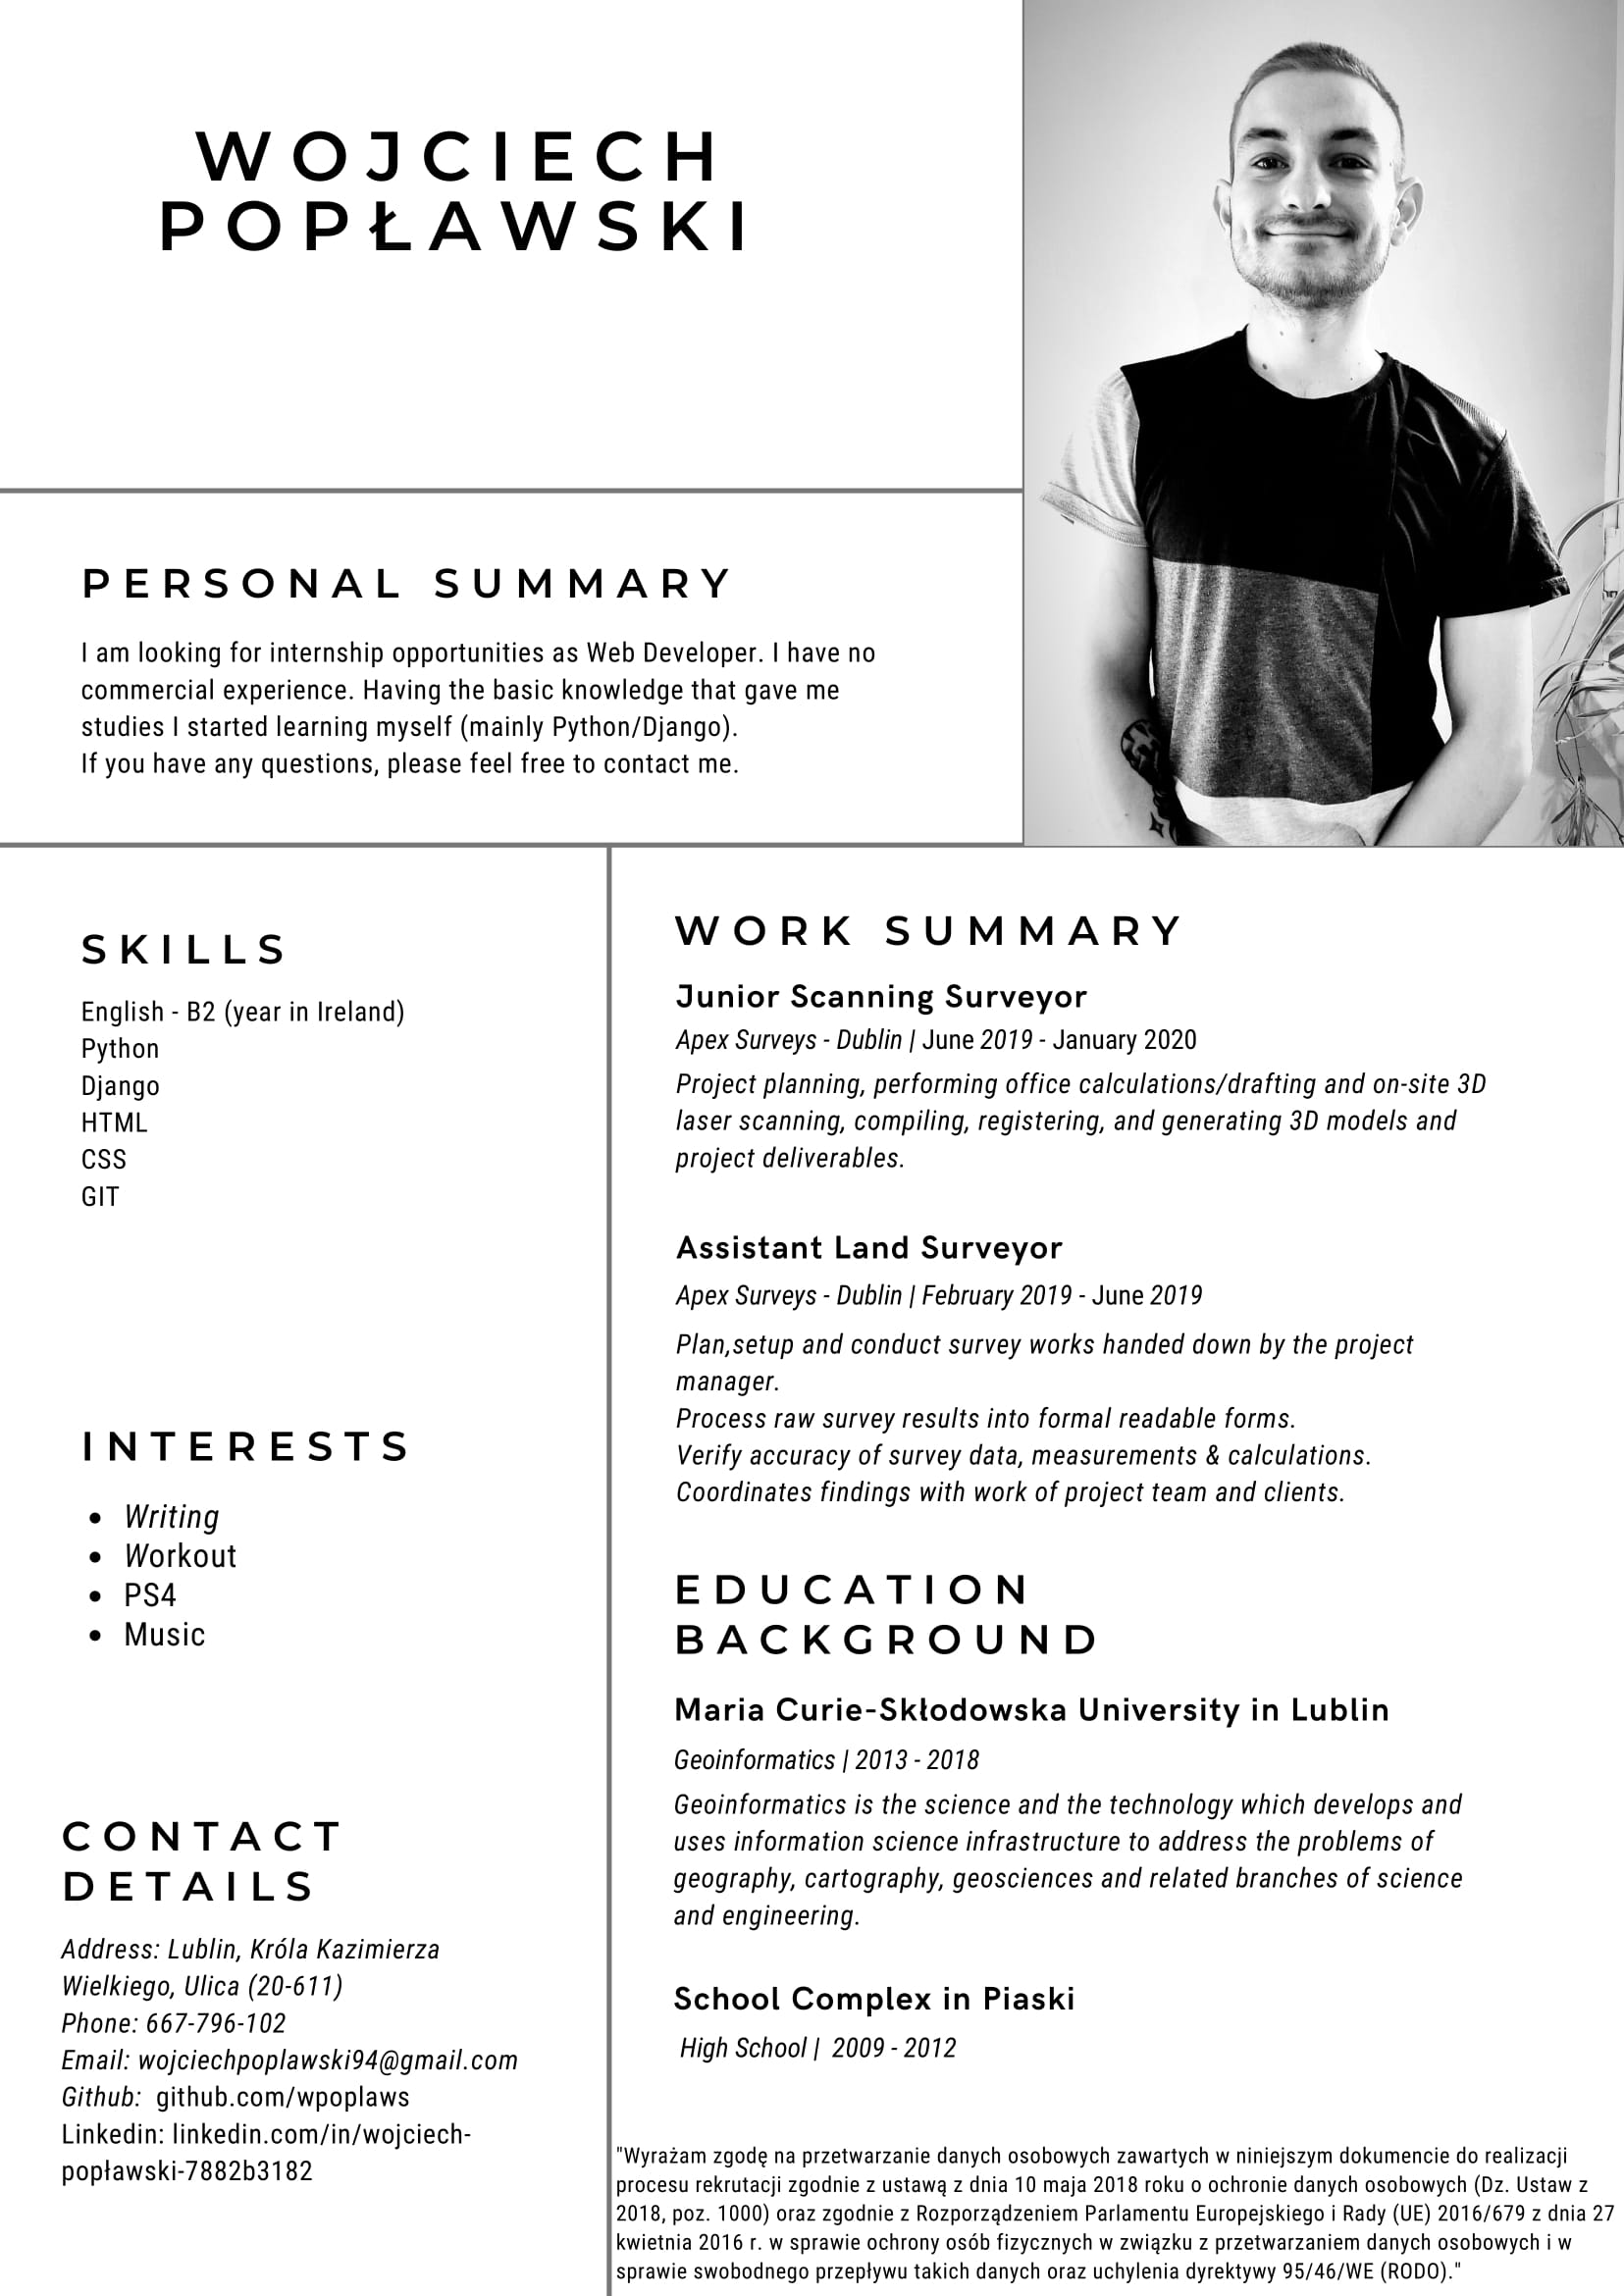 WOJCIECH
POPŁAWSKI
PERSONAL SUMMARY
I am looking for internship opportunities as Web Developer. I have no
commercial experience. Having the basic knowledge that gave me
studies I started learning myself (mainly Python/Django).
If you have any questions, please feel free to contact me.
SKILLS
English - B2 (year in Ireland)
Python
Django
HTML
CSS
GIT
INTERESTS
• Writing
• Workout
• PS4
• Music
CONTACT
DETAILS
Address: Lublin, Króla Kazimierza
Wielkiego, Ulica (20-611)
Phone: 667-796-102
Email: wojciechpoplawski94@gmail.com
Github: github.com/wpoplaws
Linkedin: linkedin.com/in/wojciech-
popławski-7882b3182
WORK SUMMARY
Junior Scanning Surveyor
Apex Surveys - Dublin | June 2019 - January 2020
Project planning, performing office calculations/drafting and on-site 3D
laser scanning, compiling, registering, and generating 3D models and
project deliverables.
Assistant Land Surveyor
Apex Surveys - Dublin | February 2019 - June 2019
Plan,setup and conduct survey works handed down by the project
manager.
Process raw survey results into formal readable forms.
Verify accuracy of survey data, measurements & calculations.
Coordinates findings with work of project team and clients.
EDUCATION
BACKGROUND
Maria Curie-Skłodowska University in Lublin
Geoinformatics | 2013 - 2018
Geoinformatics is the science and the technology which develops and
uses information science infrastructure to address the problems of
geography, cartography, geosciences and related branches of science
and engineering.
School Complex in Piaski
High School | 2009 - 2012
"Wyrażam zgodę na przetwarzanie danych osobowych zawartych w niniejszym dokumencie do realizacji
procesu rekrutacji zgodnie z ustawą z dnia 10 maja 2018 roku o ochronie danych osobowych (Dz. Ustaw z
2018, poz. 1000) oraz zgodnie z Rozporządzeniem Parlamentu Europejskiego i Rady (UE) 2016/679 z dnia 27
kwietnia 2016 r. w sprawie ochrony osób fizycznych w związku z przetwarzaniem danych osobowych i w
sprawie swobodnego przepływu takich danych oraz uchylenia dyrektywy 95/46/WE (RODO)."